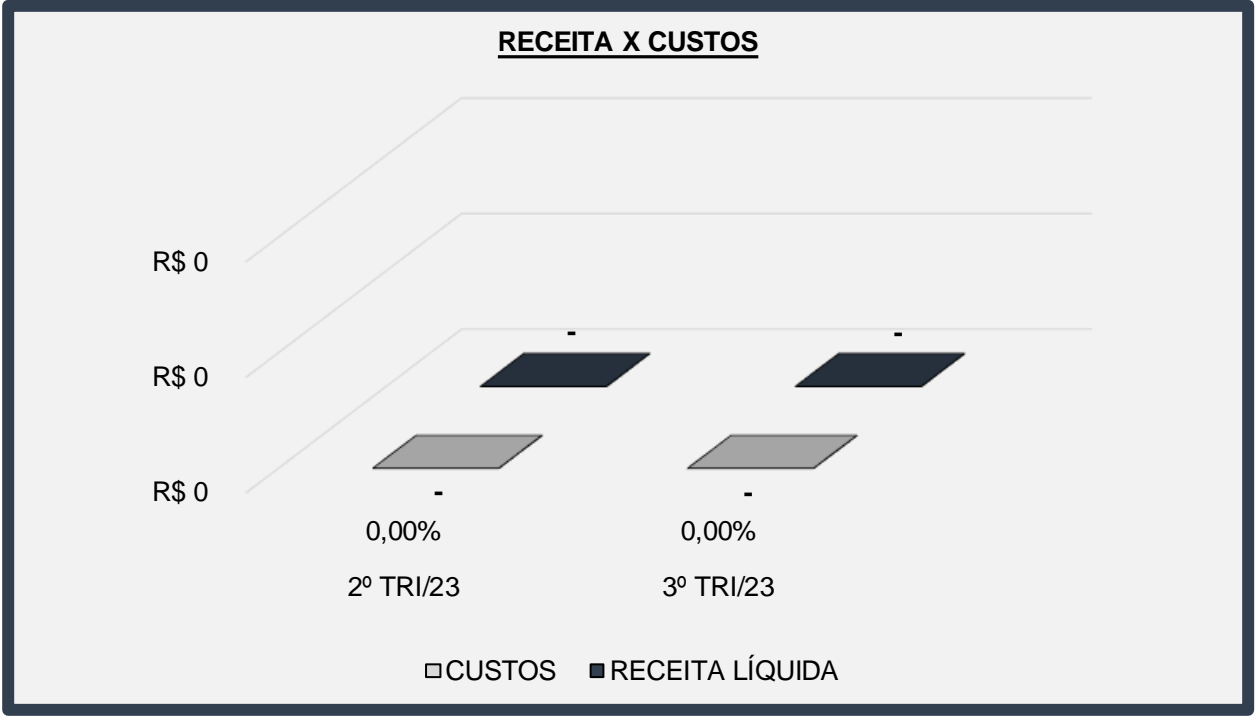 RECEITA X CUSTOS
R$ 0
R$ 0
R$ 0
-
-
-
-
0,00%
0,00%
2º TRI/23
3º TRI/23
CUSTOS
RECEITA LÍQUIDA